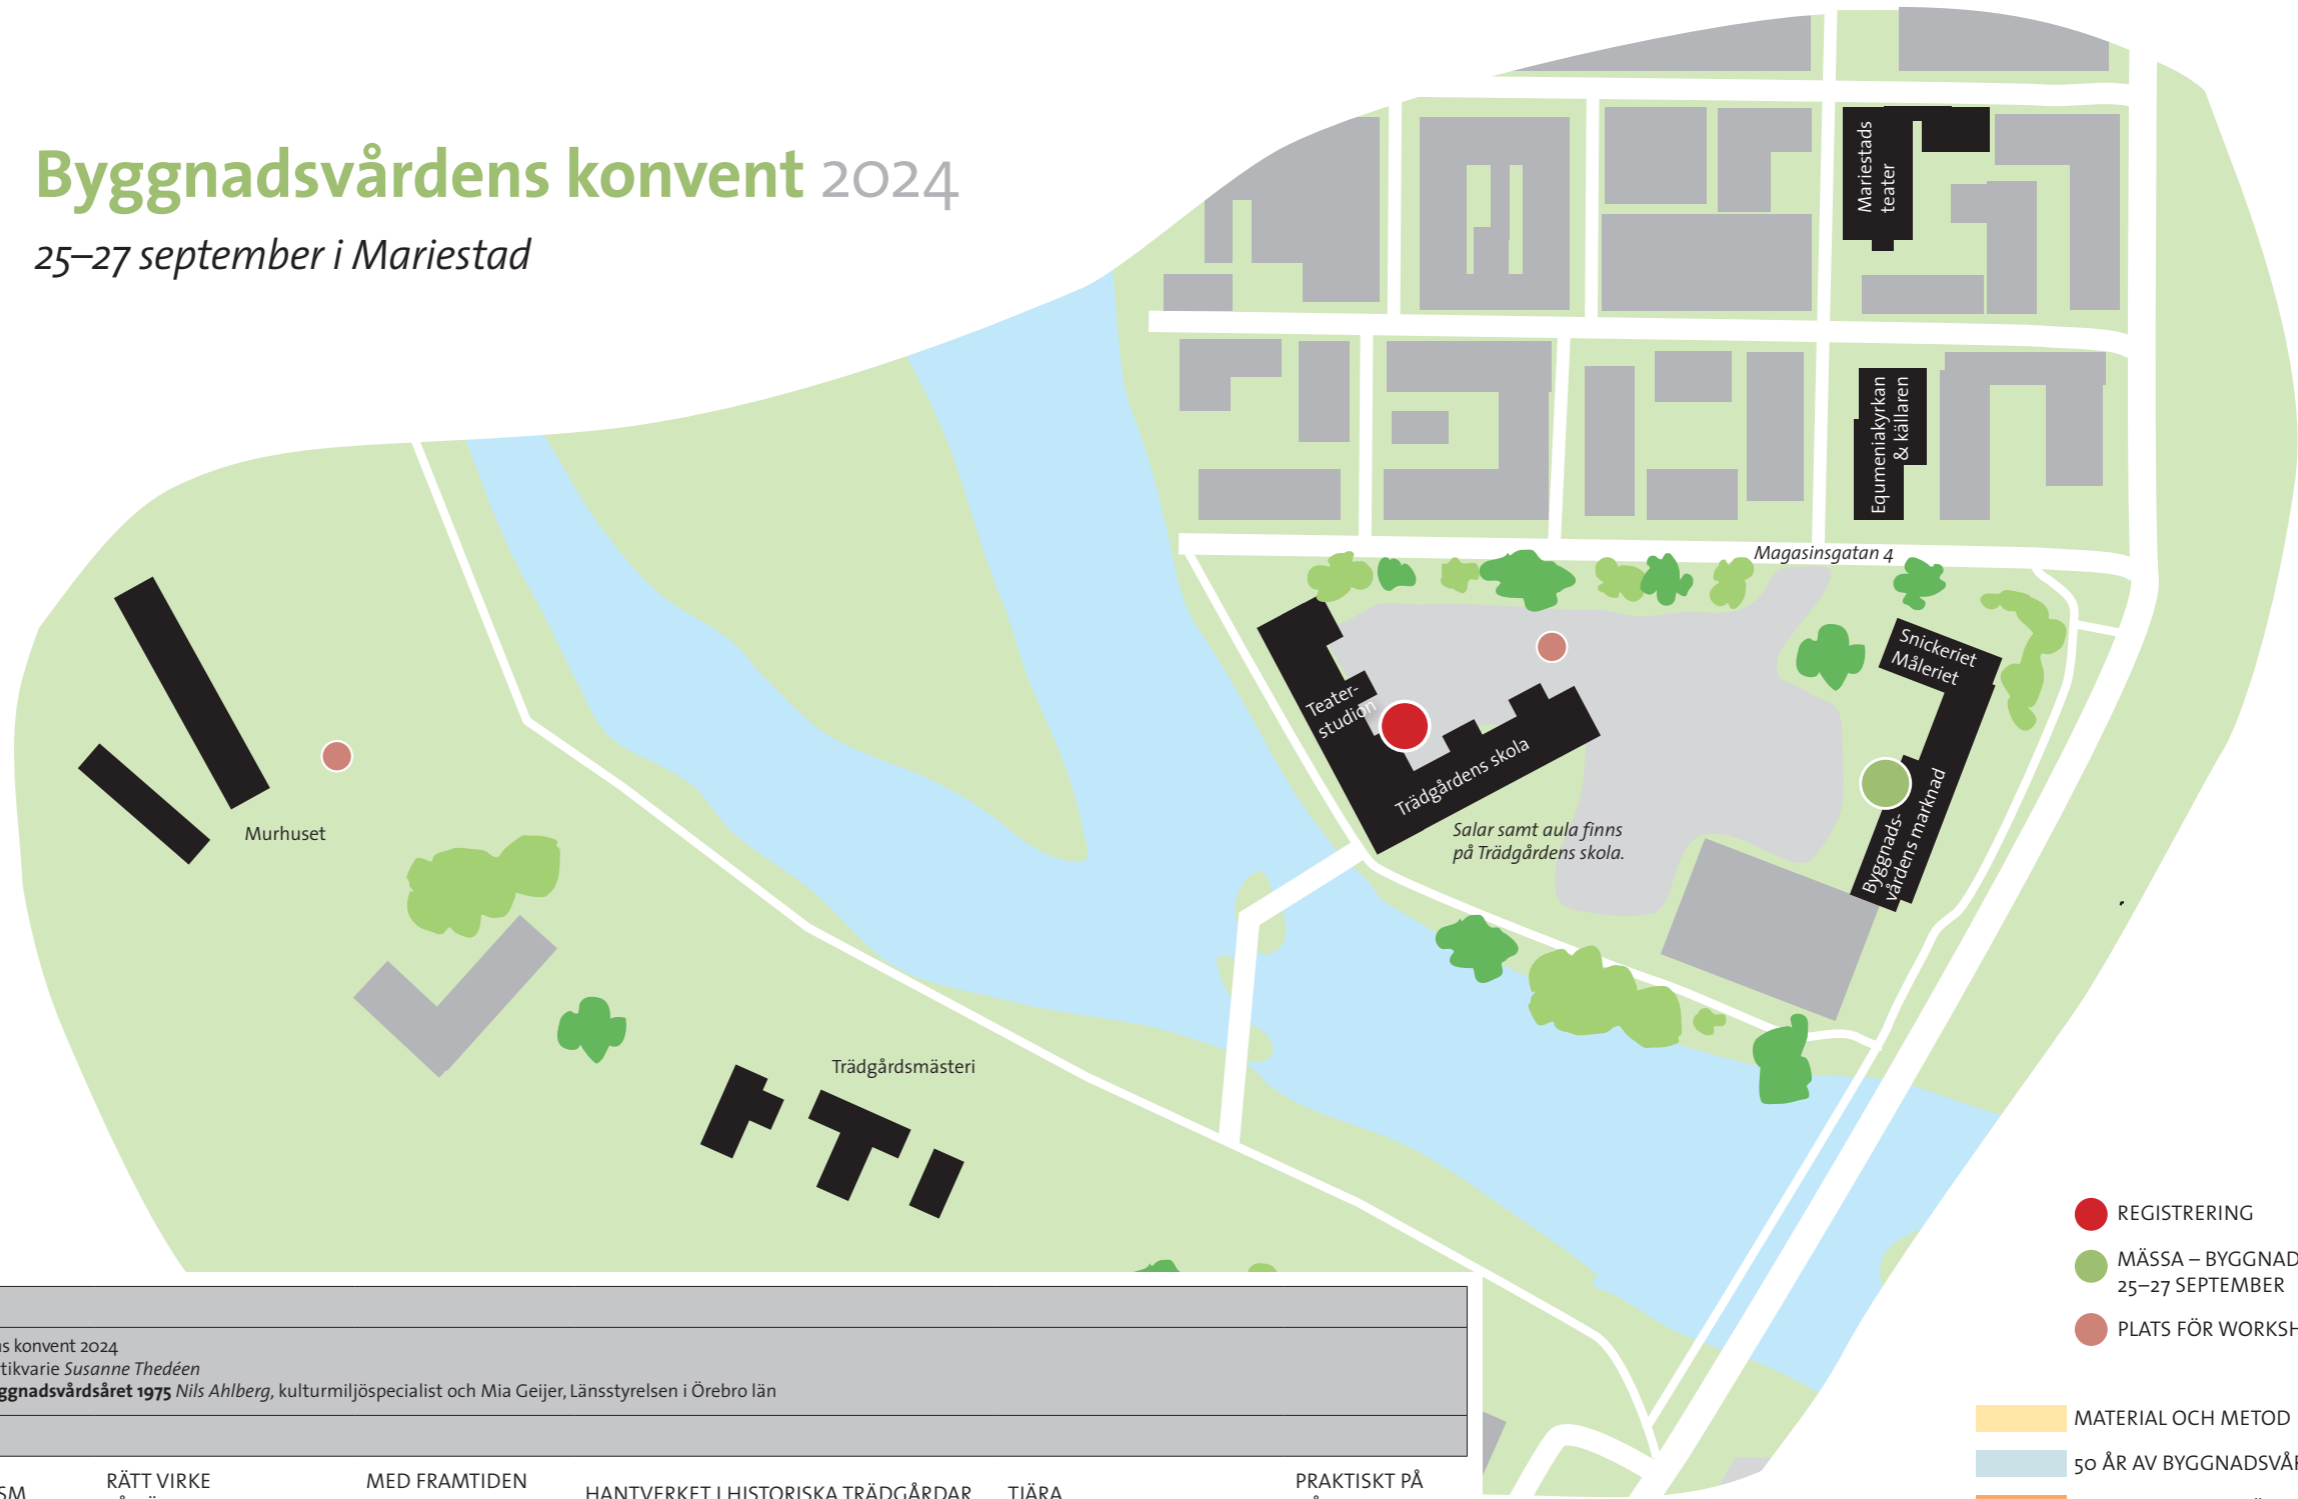 Byggnadsvårdens konvent 2024
25–27 september i Mariestad
Mariestads
teater
Equmeniakyrkan
& källaren
Magasinsgatan 4
Snickeriet
Måleriet
Teater-
studion
Trädgårdens skola
Salar samt aula finns
på Trädgårdens skola.
Byggnads-
vårdens marknad
Murhuset
Trädgårdsmästeri
REGISTRERING
MÄSSA – BYGGNAD
25–27 SEPTEMBER
PLATS FÖR WORKSH
MATERIAL OCH METOD
50 ÅR AV BYGGNADSVÅR
ns konvent 2024
tikvarie Susanne Thedéen
ggnadsvårdsåret 1975 Nils Ahlberg, kulturmiljöspecialist och Mia Geijer, Länsstyrelsen i Örebro län
RÄTT VIRKE
MED FRAMTIDEN
PRAKTISKT PÅ
SM
HANTVERKET I HISTORISKA TRÄDGÅRDAR
TJÄRA